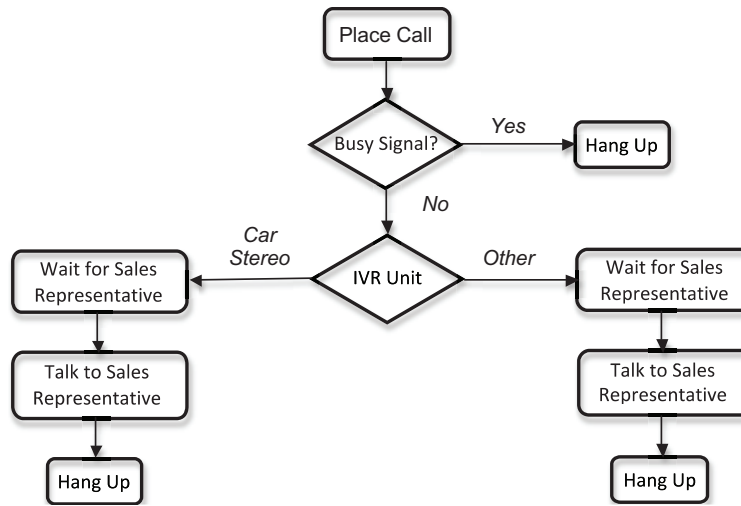 Place Call
Busy Signal?
Yes
Hang Up
No
Car
Stereo
IVR Unit
Other
Wait for Sales
Representative
Wait for Sales
Representative
Talk to Sales
Representative
Talk to Sales
Representative
Hang Up
Hang Up